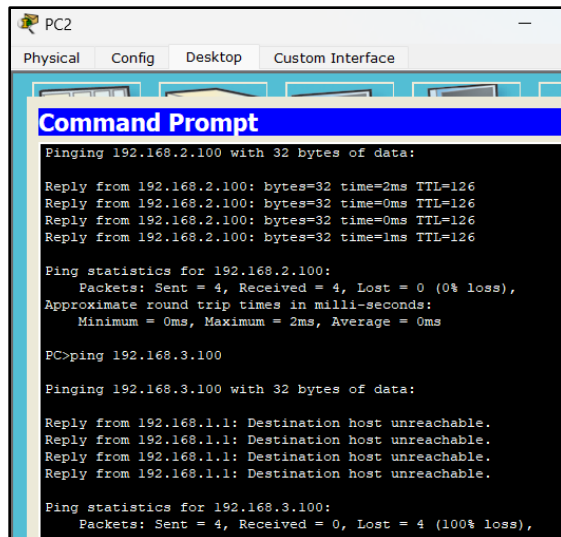 PC2
Physical Config Desktop Custom Interface
Command Prompt
Pinging 192.168.2.100 with 32 bytes of data:
Reply from 192.168.2.100: bytes=32 time=2ms TTL=126
Reply from 192.168.2.100: bytes=32 time=0ms TTL=126
Reply from 192.168.2.100: bytes=32 time=0ms TTL=126
Reply from 192.168.2.100: bytes=32 time=1ms TTL=126
Ping statistics for 192.168.2.100:
Packets: Sent = 4, Received = 4, Lost = 0 (0% loss),
Approximate round trip times in milli-seconds:
Minimum = 0ms, Maximum = 2ms, Average = 0ms
PC>ping 192.168.3.100
Pinging 192.168.3.100 with 32 bytes of data:
Reply from 192.168.1.1: Destination host unreachable.
Reply from 192.168.1.1: Destination host unreachable.
Reply from 192.168.1.1: Destination host unreachable.
Reply from 192.168.1.1: Destination host unreachable.
Ping statistics for 192.168.3.100:
Packets: Sent = 4, Received = 0, Lost = 4 (100% loss),